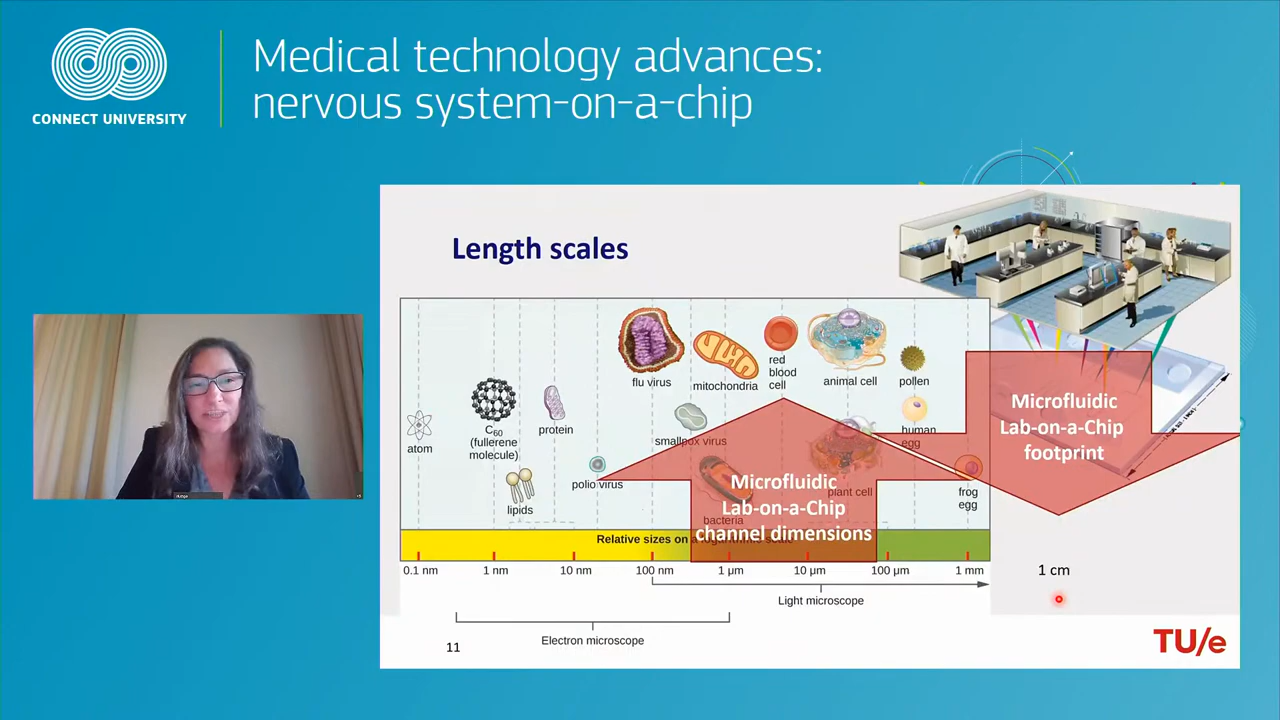 Medical technology advances:
nervous system-on-a-chip
CONNECT UNIVERSITY
Length scales
flu virus
mitochondria
red
blood
cell
animal cell
pollen
atom
C60
(fullerene
molecule)
protein
smallpox virus
human
egg
lipids
polio virus
bacteria
plant cell
frog
egg
Microfluidic
Lab-on-a-Chip
channel dimensions
Microfluidic
Lab-on-a-Chip
footprint
Relative sizes on a logarithmic scale
0.1 nm
1 nm
10 nm
100 nm
1 µm
10 µm
100 µm
1 mm
1 cm
Light microscope
Electron microscope
11
TU/e